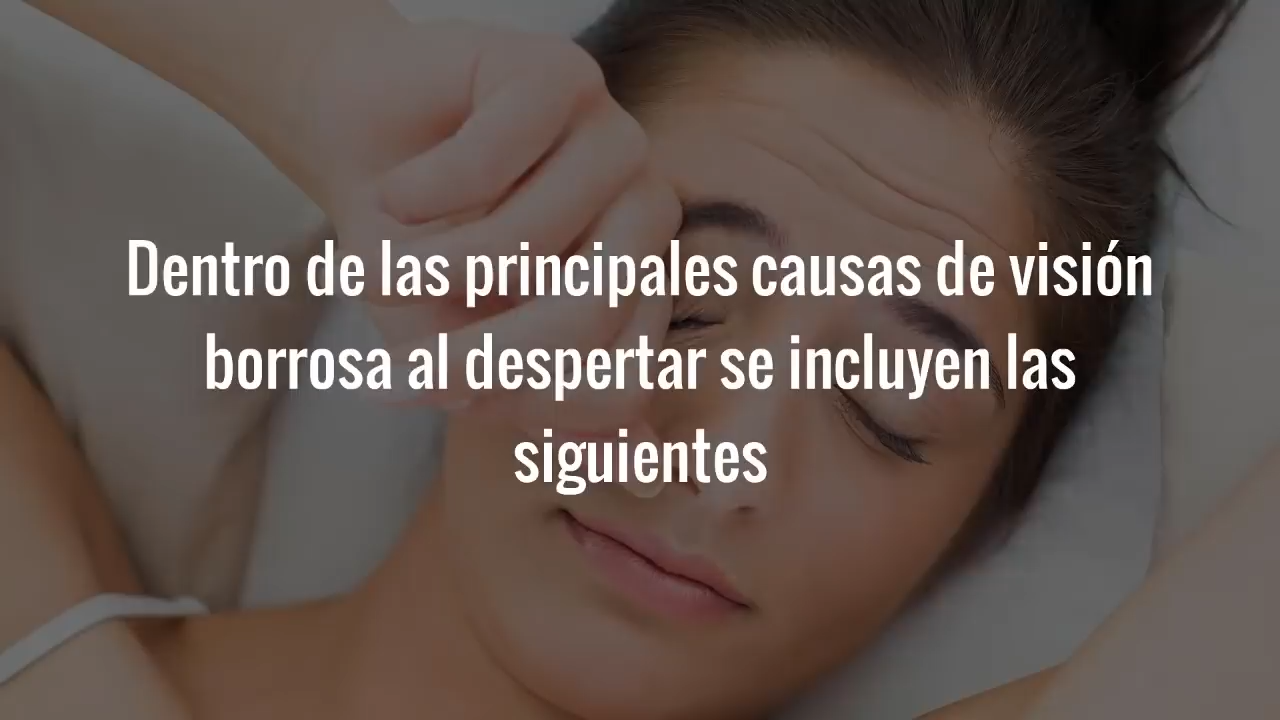 Dentro de las principales causas de visión
borrosa al despertar se incluyen las
siguientes